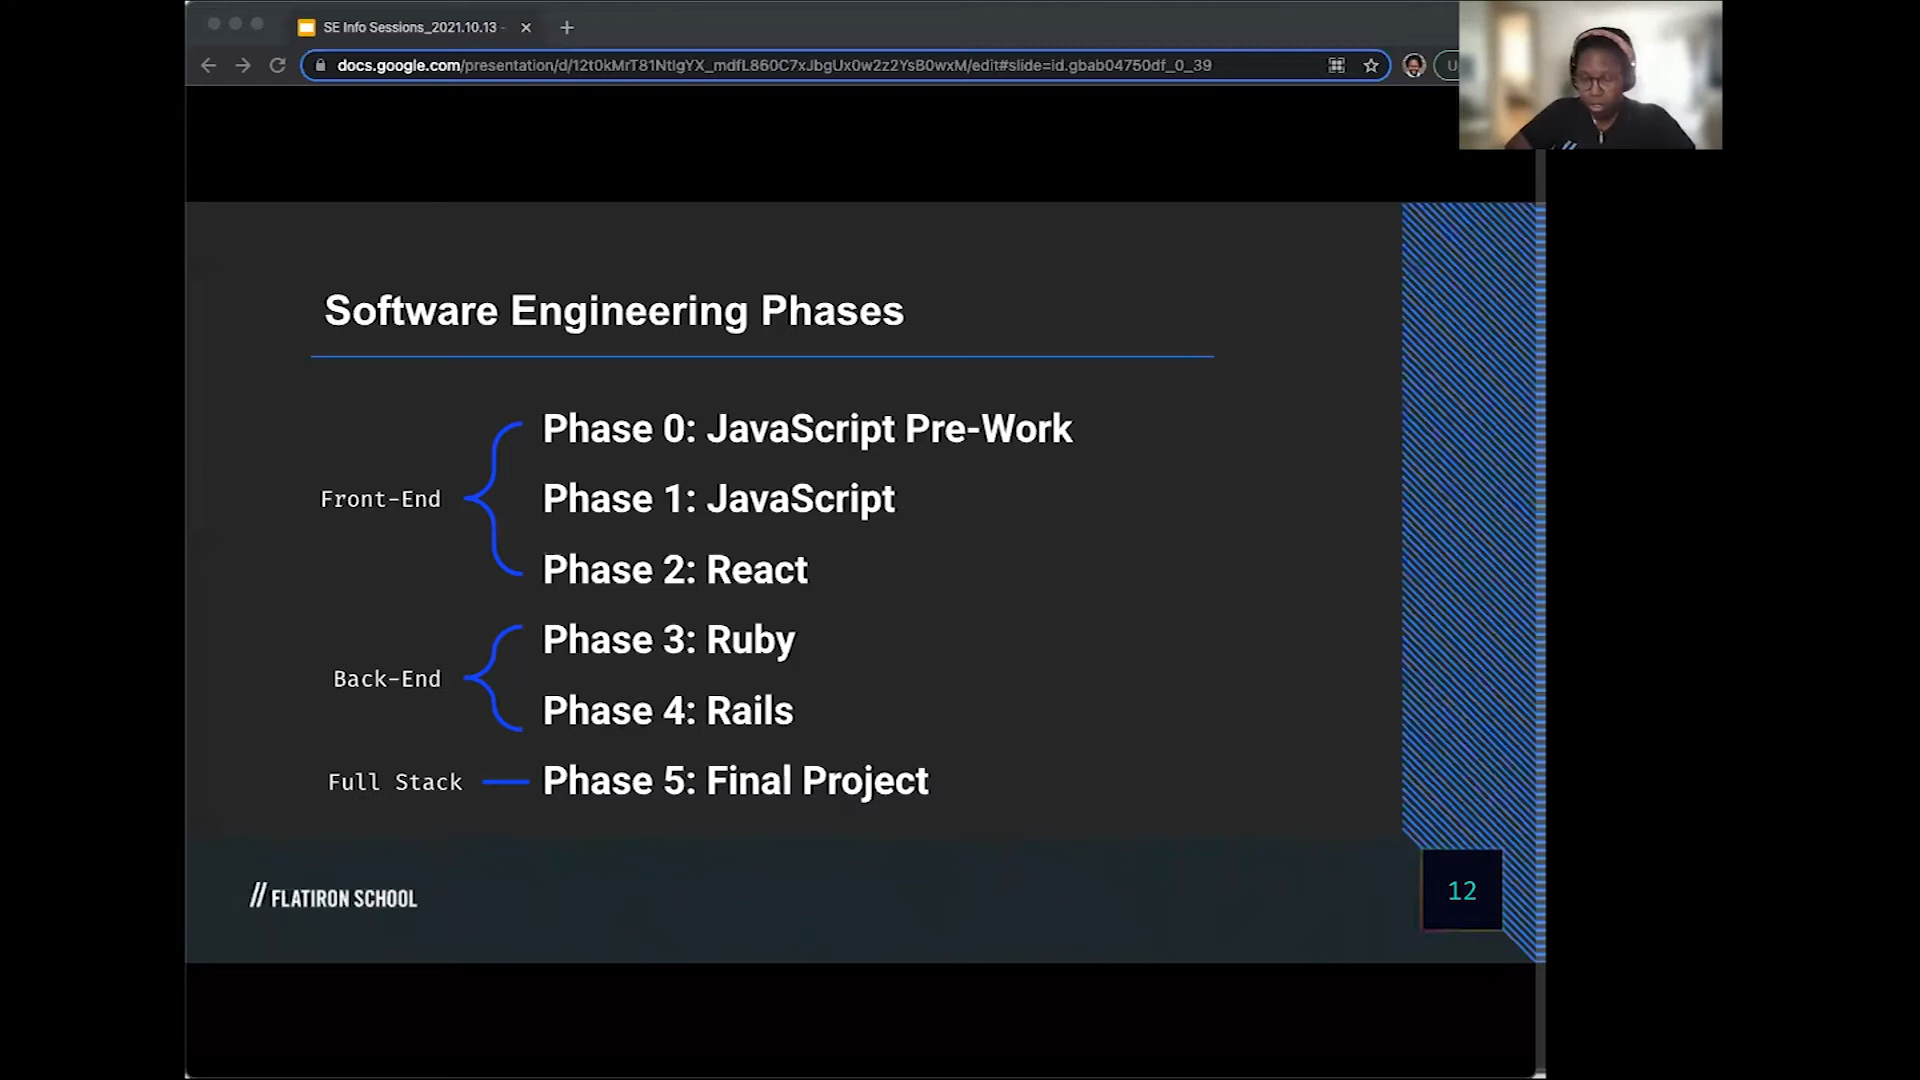 SE Info Sessions_2021.10.13 -
docs.google.com/presentation/d/12t0kMrT81NtIgYX_mdfL860C7xJbgUx0w2z2YsB0wxM/edit#slide=id.gbab04750df_0_39
U
Software Engineering Phases
Phase 0: JavaScript Pre-Work
Front-End
Phase 1: JavaScript
Phase 2: React
Phase 3: Ruby
Back-End
Phase 4: Rails
Full Stack
Phase 5: Final Project
// FLATIRON SCHOOL
12